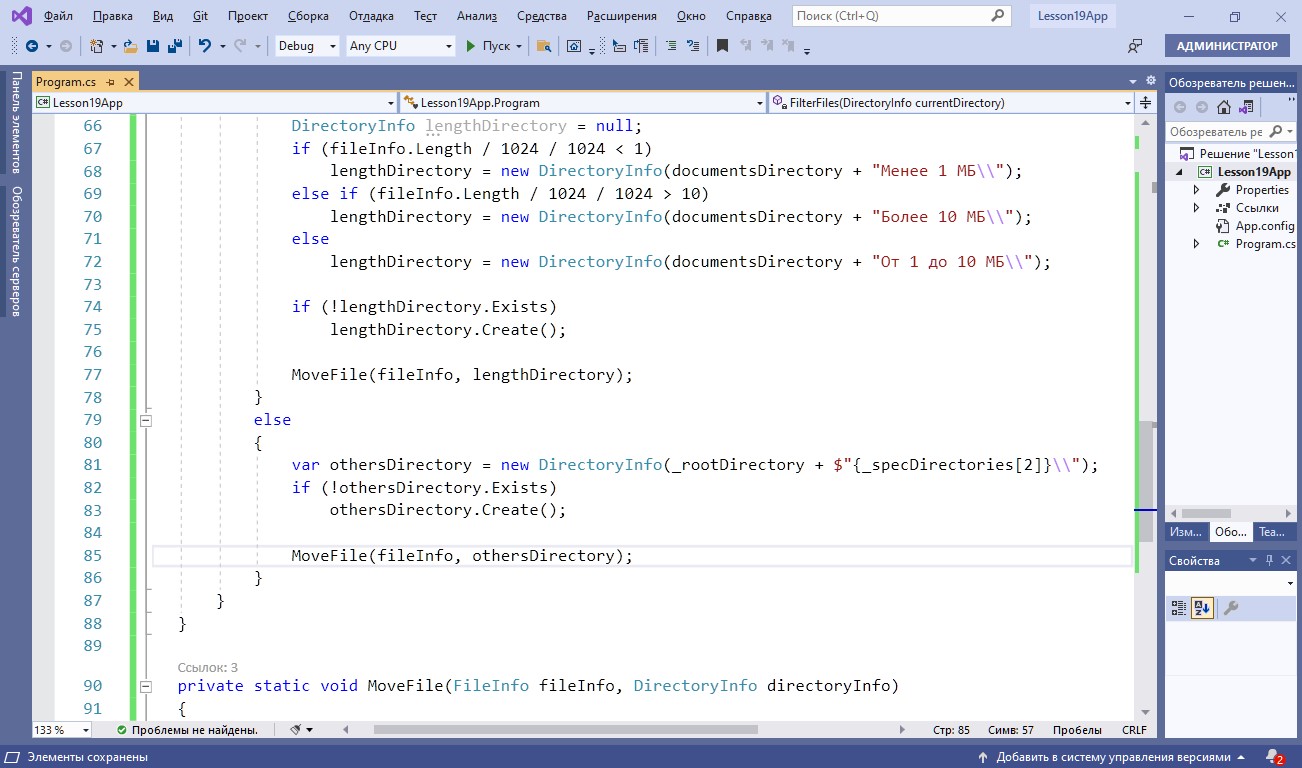 Файл Правка Вид Git Проект Сборка Отладка Тест Анализ Средства Расширения Окно Справка Поиск (Ctrl+Q) Lesson19App
Debug Any CPU Пуск АДМИНИСТРАТОР
Панель элементов
Обозреватель серверов
Program.cs
Lesson19App Lesson19App.Program FilterFiles(DirectoryInfo currentDirectory)
66 DirectoryInfo lengthDirectory = null;
67 if (fileInfo.Length / 1024 / 1024 < 1)
68 lengthDirectory = new DirectoryInfo(documentsDirectory + "Менее 1 МБ\\");
69 else if (fileInfo.Length / 1024 / 1024 > 10)
70 lengthDirectory = new DirectoryInfo(documentsDirectory + "Более 10 МБ\\");
71 else
72 lengthDirectory = new DirectoryInfo(documentsDirectory + "От 1 до 10 МБ\\");
73
74 if (!lengthDirectory.Exists)
75 lengthDirectory.Create();
76
77 MoveFile(fileInfo, lengthDirectory);
78 }
79 else
80 {
81 var othersDirectory = new DirectoryInfo(_rootDirectory + $"{_specDirectories[2]}\\");
82 if (!othersDirectory.Exists)
83 othersDirectory.Create();
84
85 MoveFile(fileInfo, othersDirectory);
86 }
87 }
88 }
89
Ссылок: 3
90 private static void MoveFile(FileInfo fileInfo, DirectoryInfo directoryInfo)
91 {
133 % Проблемы не найдены. Стр: 85 Симв: 57 Пробелы CRLF
Обозреватель решен...
Обозреватель ре
Решение "Lesson1
Lesson19App
Properties
Ссылки
App.config
Program.cs
Изм... Обо... Tea...
Свойства
Элементы сохранены Добавить в систему управления версиями 2